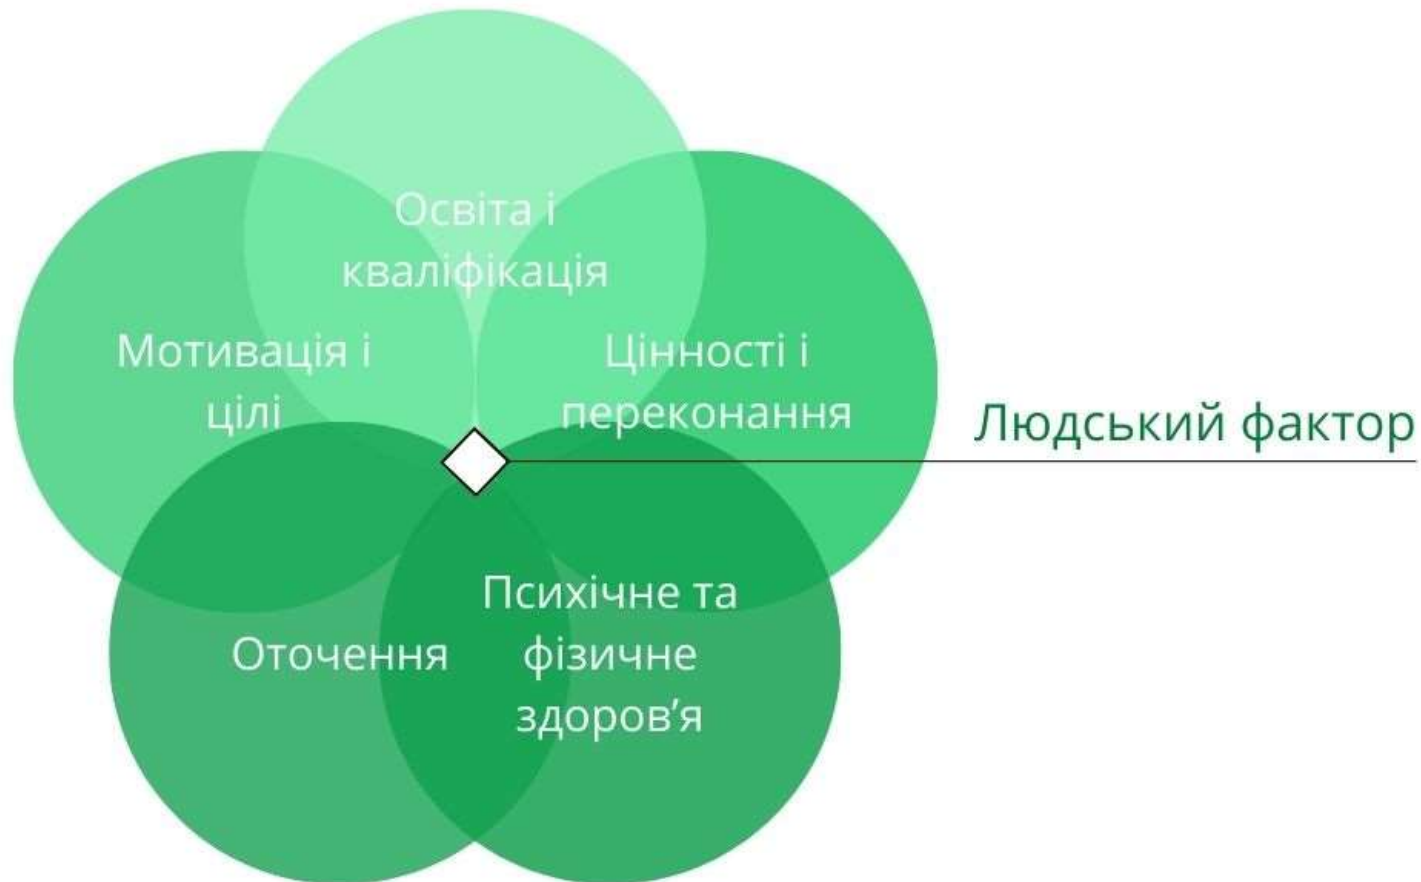 Освіта і
кваліфікація
Мотивація і
цілі
Цінності і
переконання
Людський фактор
Оточення
Психічне та
фізичне
здоров’я